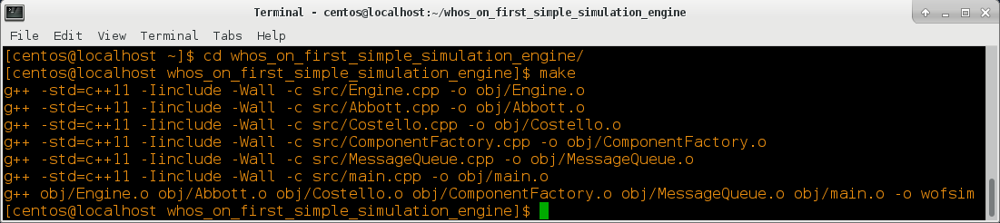 Terminal - centos@localhost:~/whos_on_first_simple_simulation_engine
File Edit View Terminal Tabs Help
[centos@localhost ~]$ cd whos_on_first_simple_simulation_engine/
[centos@localhost whos_on_first_simple_simulation_engine]$ make
g++ -std=c++11 -Iinclude -Wall -c src/Engine.cpp -o obj/Engine.o
g++ -std=c++11 -Iinclude -Wall -c src/Abbott.cpp -o obj/Abbott.o
g++ -std=c++11 -Iinclude -Wall -c src/Costello.cpp -o obj/Costello.o
g++ -std=c++11 -Iinclude -Wall -c src/ComponentFactory.cpp -o obj/ComponentFactory.o
g++ -std=c++11 -Iinclude -Wall -c src/MessageQueue.cpp -o obj/MessageQueue.o
g++ -std=c++11 -Iinclude -Wall -c src/main.cpp -o obj/main.o
g++ obj/Engine.o obj/Abbott.o obj/Costello.o obj/ComponentFactory.o obj/MessageQueue.o obj/main.o -o wofsim
[centos@localhost whos_on_first_simple_simulation_engine]$